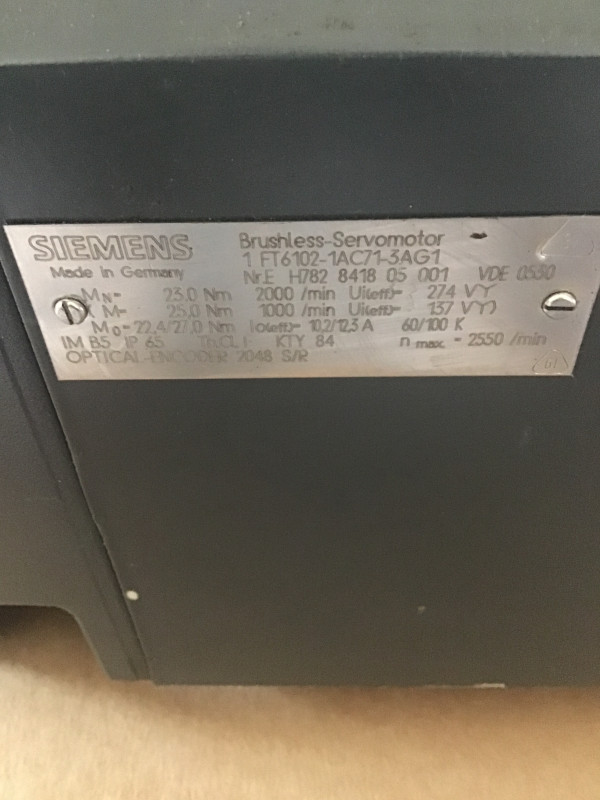 SIEMENS Brushless-Servomotor
1 FT6102-1AC71-3AG1
Made in Germany Nr.E H782 8418 05 001 VDE 0530
MN= 23,0 Nm 2000 /min U(eff)= 274 V Y
M= 25,0 Nm 1000 /min U(eff)= 137 V Y
Mo= 22,4/27,0 Nm Io(eff)= 10,2/12,3 A 60/100 K
IM B5 IP 65 Th.CL F KTY 84 n max. = 2550 /min
OPTICAL-ENCODER 2048 S/R